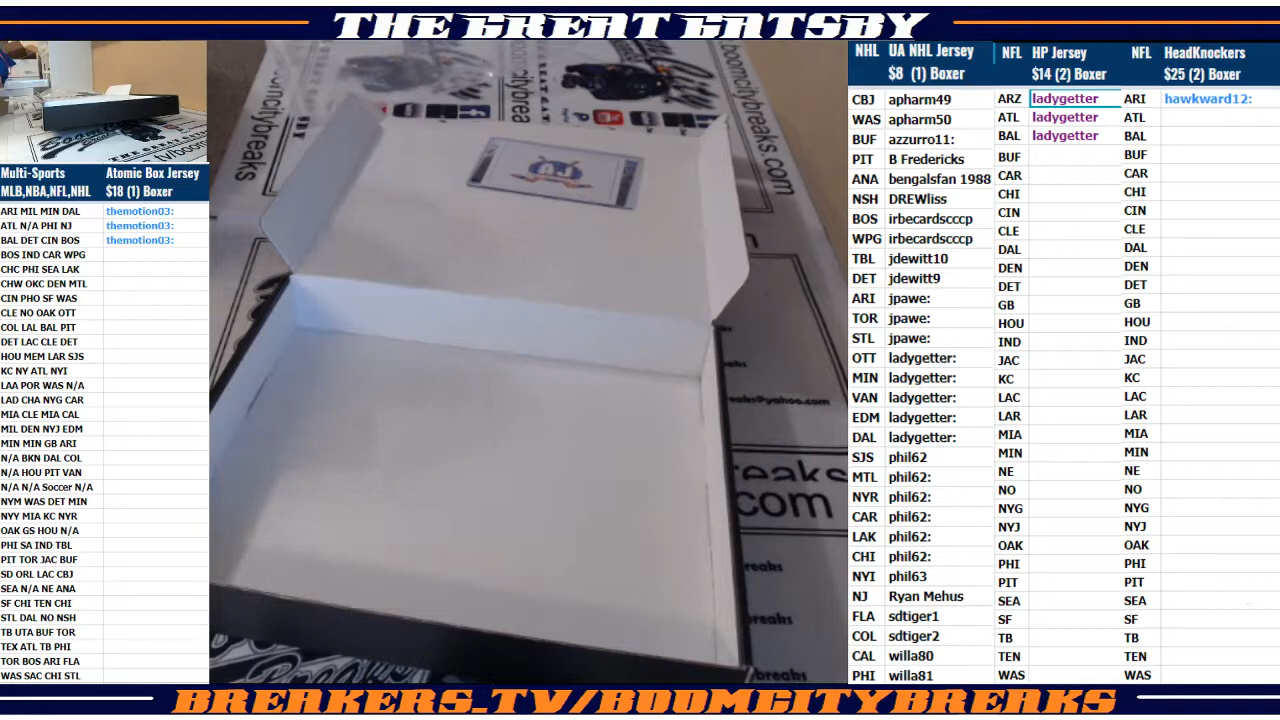 THE GREAT GATSBY
Multi-Sports Atomic Box Jersey
MLB,NBA,NFL,NHL $18 (1) Boxer
ARI MIL MIN DAL themotion03:
ATL N/A PHI NJ themotion03:
BAL DET CIN BOS themotion03:
BOS IND CAR WPG
CHC PHI SEA LAK
CHW OKC DEN MTL
CIN PHO SF WAS
CLE NO OAK OTT
COL LAL BAL PIT
DET LAC CLE DET
HOU MEM LAR SJS
KC NY ATL NYI
LAA POR WAS N/A
LAD CHA NYG CAR
MIA CLE MIA CAL
MIL DEN NYJ EDM
MIN MIN GB ARI
N/A BKN DAL COL
N/A HOU PIT VAN
N/A N/A Soccer N/A
NYM WAS DET MIN
NYY MIA KC NYR
OAK GS HOU N/A
PHI SA IND TBL
PIT TOR JAC BUF
SD ORL LAC CBJ
SEA N/A NE ANA
SF CHI TEN CHI
STL DAL NO NSH
TB UTA BUF TOR
TEX ATL TB PHI
TOR BOS ARI FLA
WAS SAC CHI STL
boomcitybreaks
boomcitybreaks.com
AJ
breaks@yahoo.com
reaks
com
reaks
eaks
breaks
NHL UA NHL Jersey NFL HP Jersey NFL HeadKnockers
$8 (1) Boxer $14 (2) Boxer $25 (2) Boxer
CBJ apharm49 ARZ ladygetter ARI hawkward12:
WAS apharm50 ATL ladygetter ATL
BUF azzurro11: BAL ladygetter BAL
PIT B Fredericks BUF BUF
ANA bengalsfan 1988 CAR CAR
NSH DREWliss CHI CHI
BOS irbecardscccp CIN CIN
WPG irbecardscccp CLE CLE
TBL jdewitt10 DAL DAL
DET jdewitt9 DEN DEN
ARI jpawe: DET DET
TOR jpawe: GB GB
STL jpawe: HOU HOU
OTT ladygetter: IND IND
MIN ladygetter: JAC JAC
VAN ladygetter: KC KC
EDM ladygetter: LAC LAC
DAL ladygetter: LAR LAR
SJS phil62 MIA MIA
MTL phil62: MIN MIN
NYR phil62: NE NE
CAR phil62: NO NO
LAK phil62: NYG NYG
CHI phil62: NYJ NYJ
NYI phil63 OAK OAK
NJ Ryan Mehus PHI PHI
FLA sdtiger1 PIT PIT
COL sdtiger2 SEA SEA
CAL willa80 SF SF
PHI willa81 TB TB
TEN TEN
WAS WAS
BREAKERS.TV/BOOMCITYBREAKS